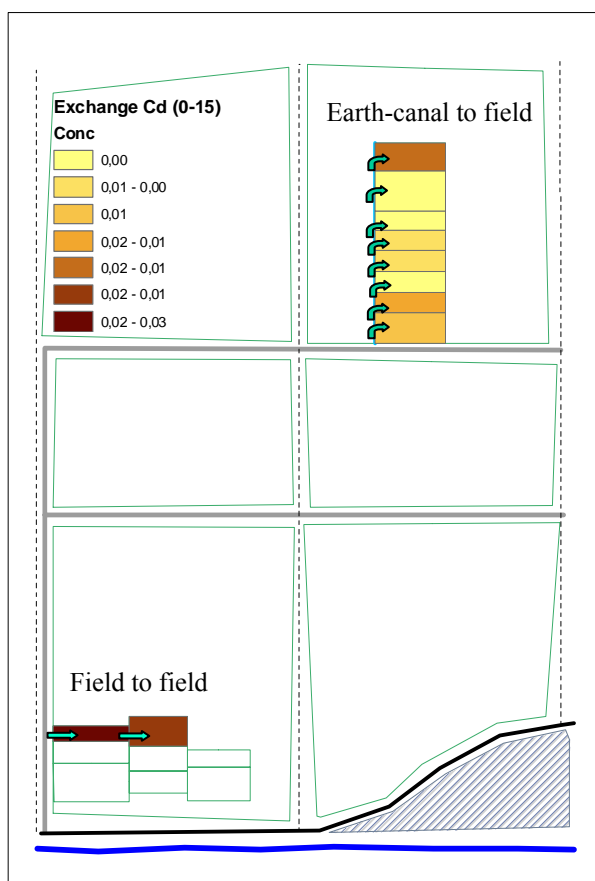 Exchange Cd (0-15)
Conc
0,00
0,01 - 0,00
0,01
0,02 - 0,01
0,02 - 0,01
0,02 - 0,01
0,02 - 0,03
Earth-canal to field
Field to field